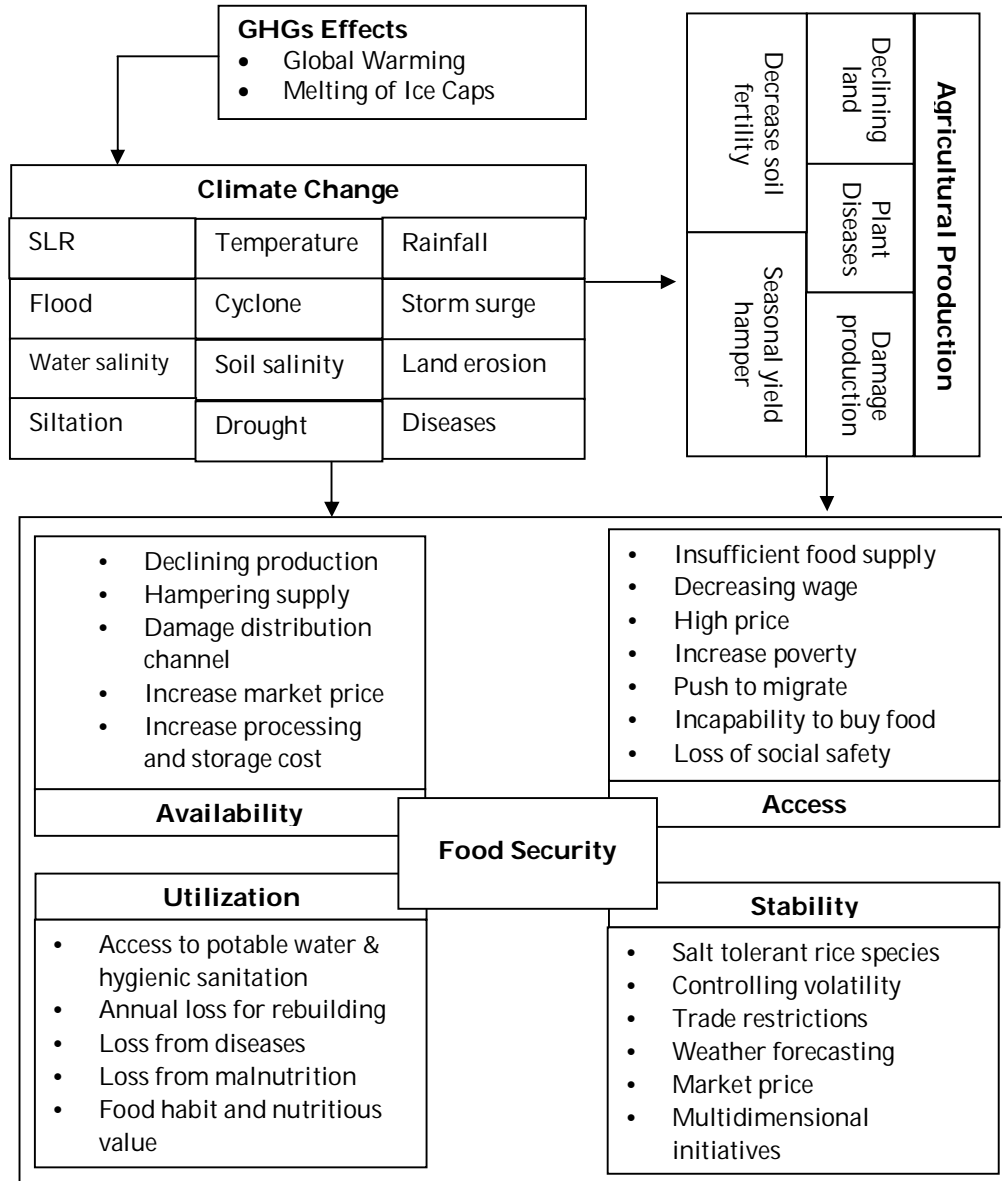 GHGs Effects
• Global Warming
• Melting of Ice Caps
Climate Change
SLR
Temperature
Rainfall
Flood
Cyclone
Storm surge
Water salinity
Soil salinity
Land erosion
Siltation
Drought
Diseases
Agricultural Production
Declining
land
Plant
Diseases
Damage
production
Decrease soil
fertility
Seasonal yield
hamper
• Declining production
• Hampering supply
• Damage distribution
channel
• Increase market price
• Increase processing
and storage cost
Availability
• Insufficient food supply
• Decreasing wage
• High price
• Increase poverty
• Push to migrate
• Incapability to buy food
• Loss of social safety
Access
Food Security
Utilization
• Access to potable water &
hygienic sanitation
• Annual loss for rebuilding
• Loss from diseases
• Loss from malnutrition
• Food habit and nutritious
value
Stability
• Salt tolerant rice species
• Controlling volatility
• Trade restrictions
• Weather forecasting
• Market price
• Multidimensional
initiatives